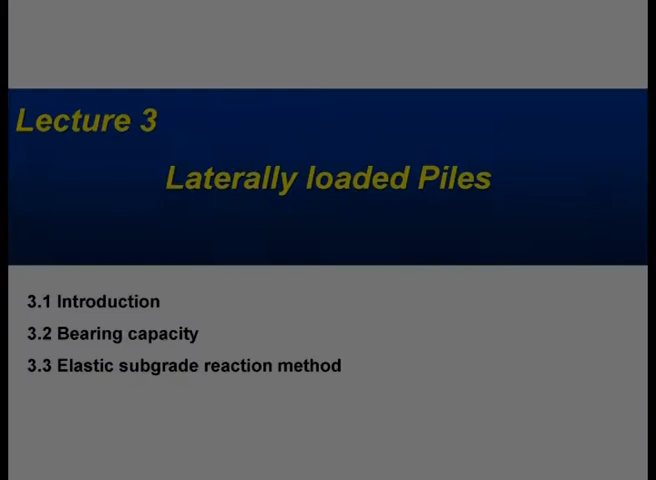 Lecture 3
Laterally loaded Piles
3.1 Introduction
3.2 Bearing capacity
3.3 Elastic subgrade reaction method